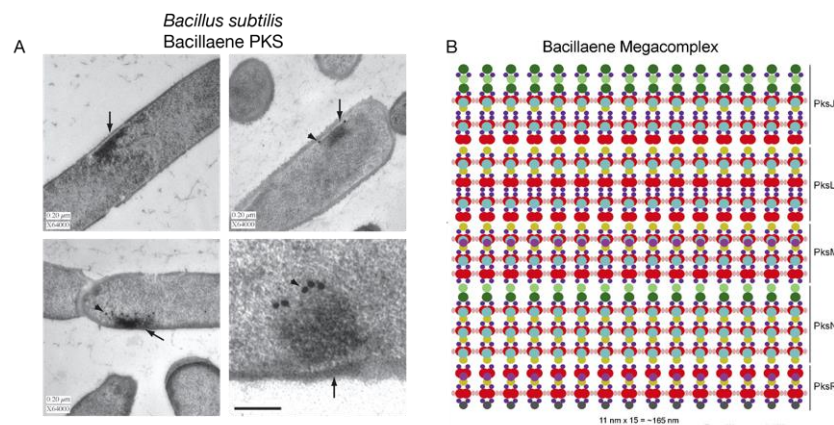 Bacillus subtilis
Bacillaene PKS
A
0.20 µm
X64000
0.20 µm
X64000
0.20 µm
X64000
B
Bacillaene Megacomplex
PksJ
PksL
PksM
PksN
PksR
11 nm x 15 = ~165 nm